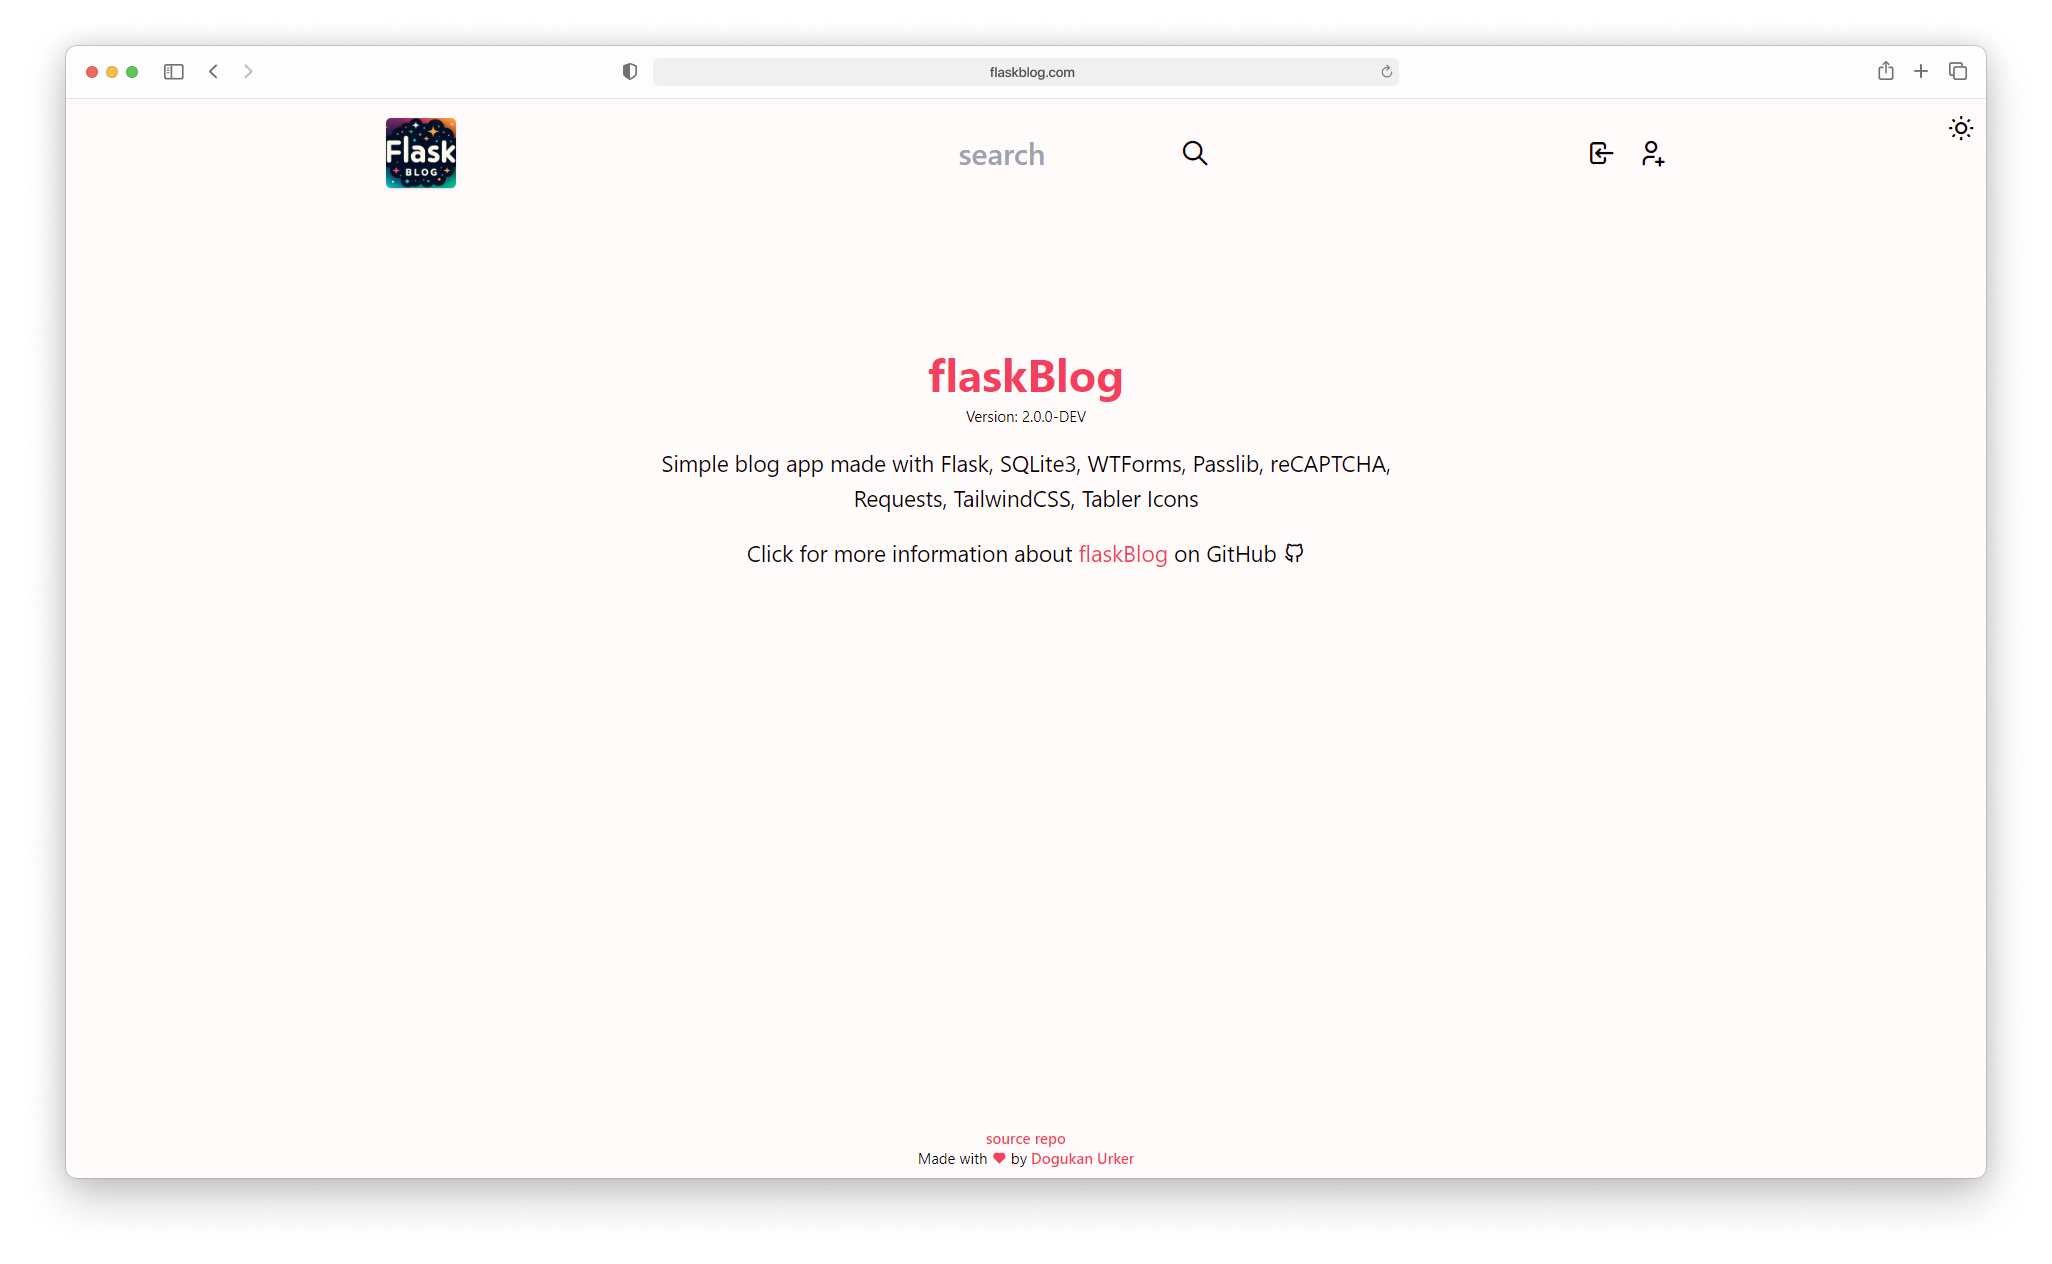 flaskblog.com
Flask
BLOG
search
flaskBlog
Version: 2.0.0-DEV
Simple blog app made with Flask, SQLite3, WTForms, Passlib, reCAPTCHA,
Requests, TailwindCSS, Tabler Icons
Click for more information about flaskBlog on GitHub
source repo
Made with ♥ by Dogukan Urker